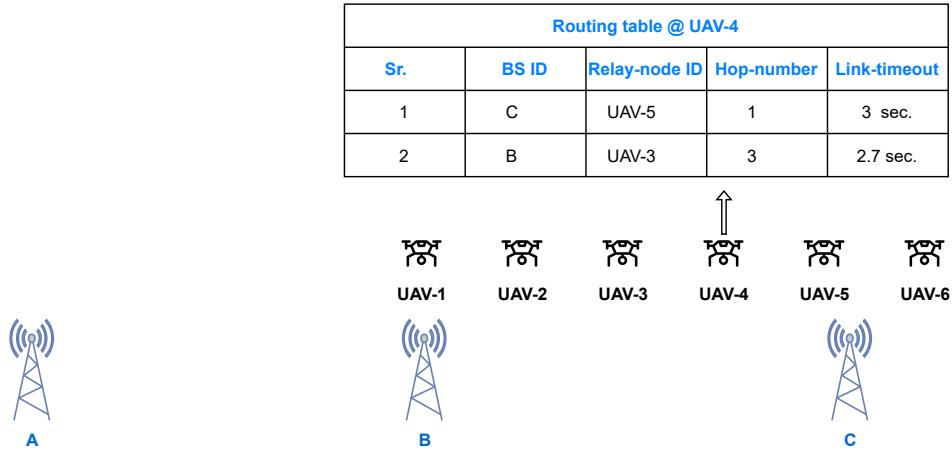 Routing table @ UAV-4
Sr. BS ID Relay-node ID Hop-number Link-timeout
1 C UAV-5 1 3 sec.
2 B UAV-3 3 2.7 sec.
UAV-1 UAV-2 UAV-3 UAV-4 UAV-5 UAV-6
A B C